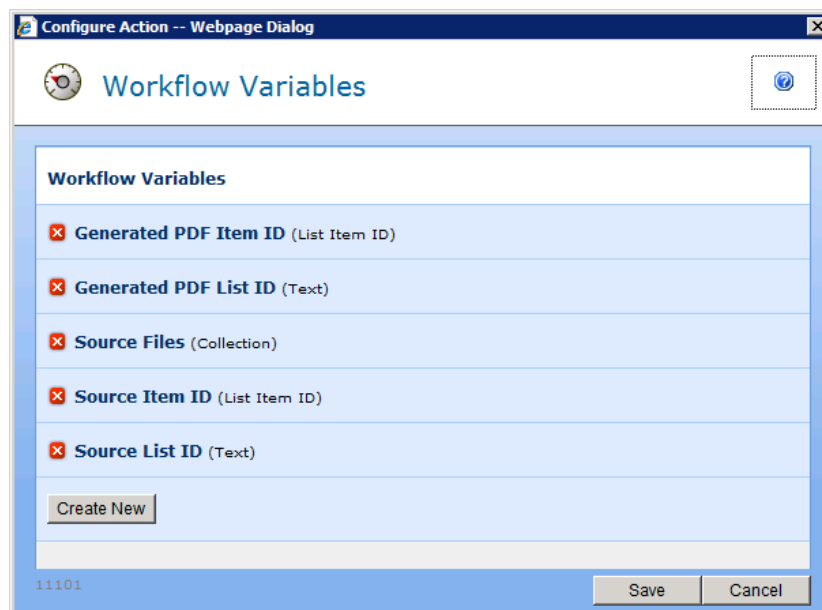 Configure Action -- Webpage Dialog
Workflow Variables
Workflow Variables
Generated PDF Item ID (List Item ID)
Generated PDF List ID (Text)
Source Files (Collection)
Source Item ID (List Item ID)
Source List ID (Text)
Create New
11101
Save Cancel